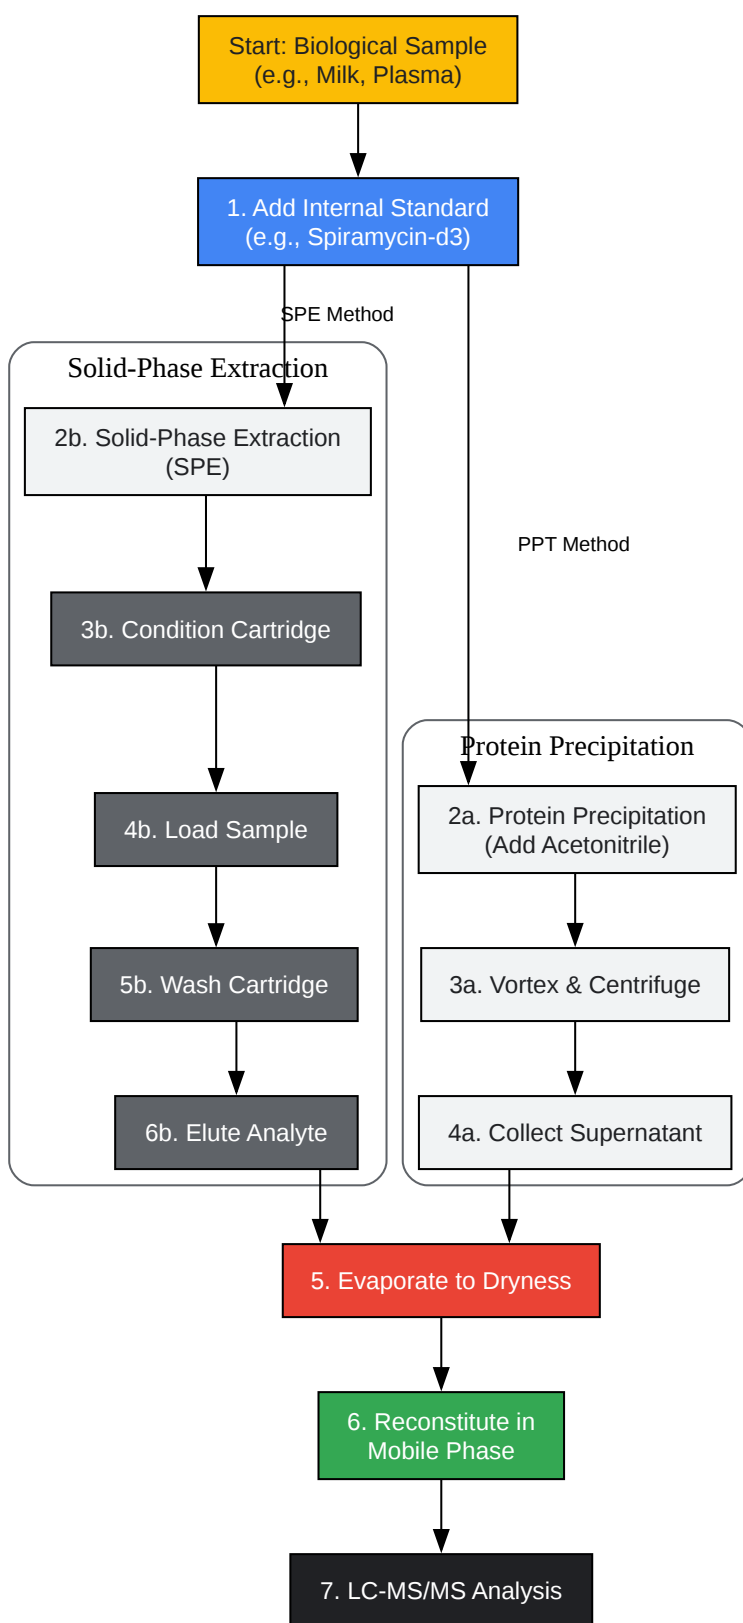 Start: Biological Sample
(e.g., Milk, Plasma)
1. Add Internal Standard
(e.g., Spiramycin-d3)
SPE Method
Solid-Phase Extraction
2b. Solid-Phase Extraction
(SPE)
3b. Condition Cartridge
4b. Load Sample
5b. Wash Cartridge
6b. Elute Analyte
PPT Method
Protein Precipitation
2a. Protein Precipitation
(Add Acetonitrile)
3a. Vortex & Centrifuge
4a. Collect Supernatant
5. Evaporate to Dryness
6. Reconstitute in
Mobile Phase
7. LC-MS/MS Analysis